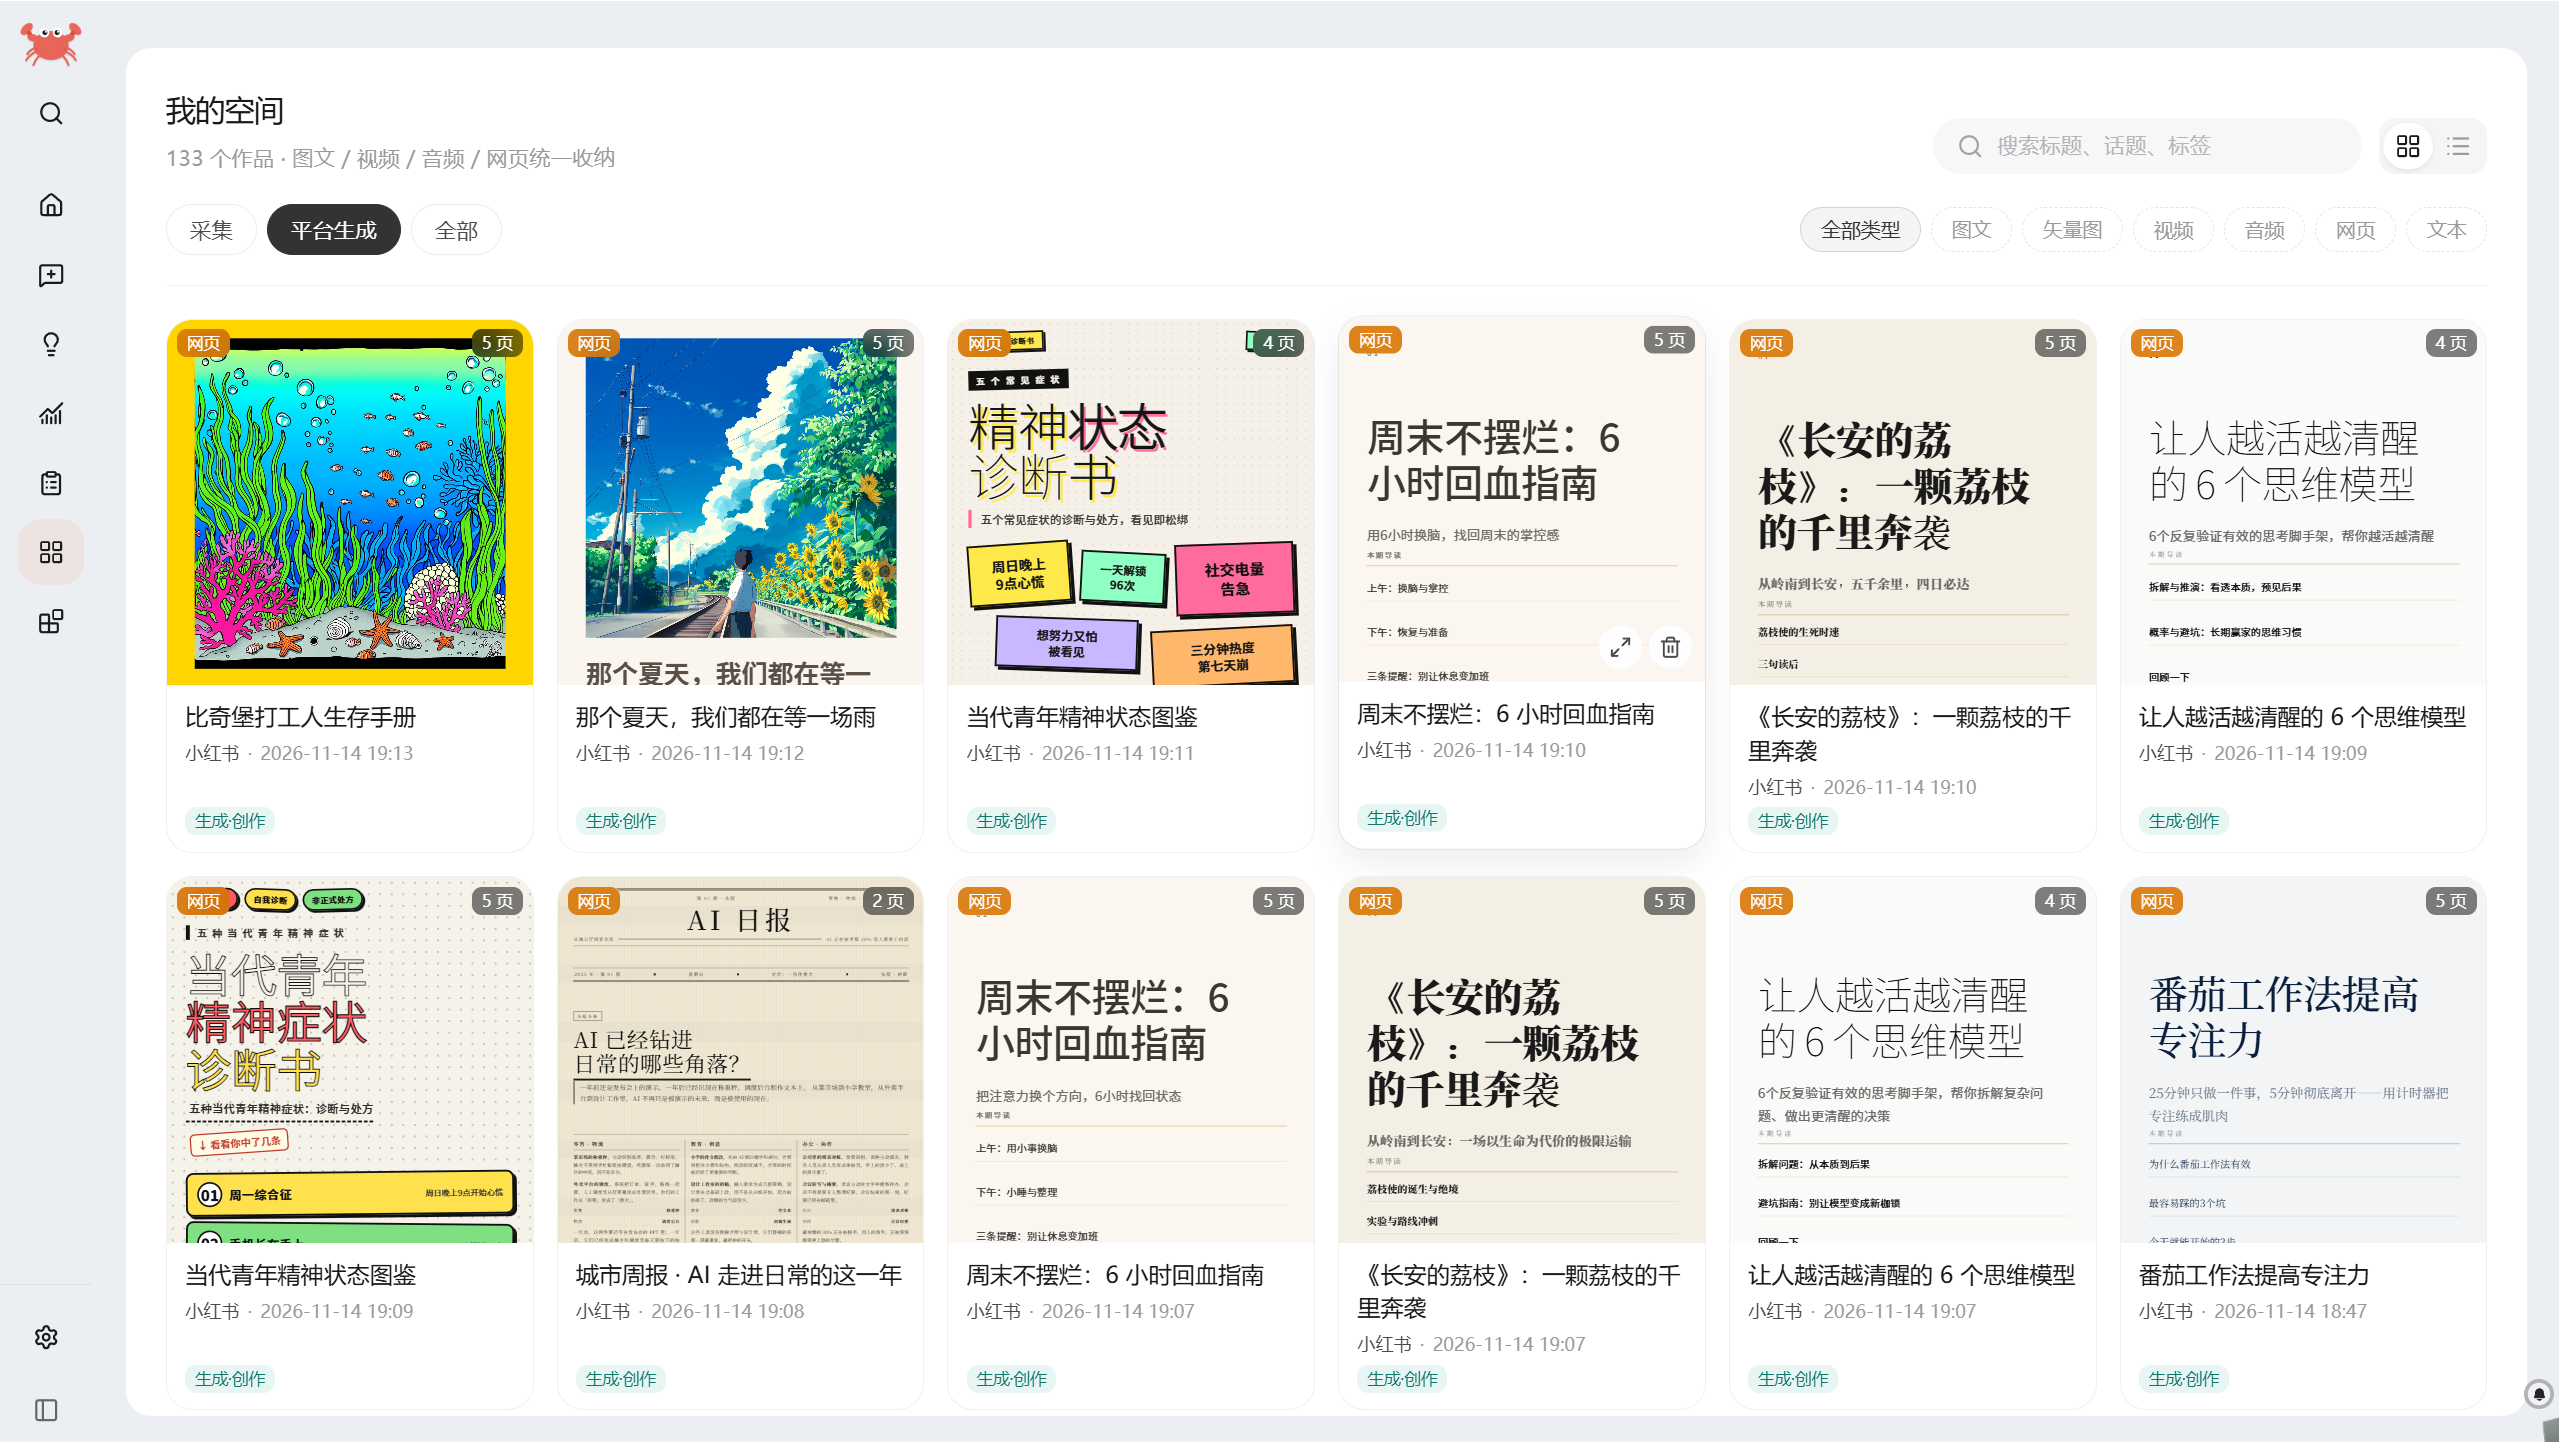 我的空间
133 个作品 · 图文 / 视频 / 音频 / 网页统一收纳
搜索标题、话题、标签
采集
平台生成
全部
全部类型
图文
矢量图
视频
音频
网页
文本
网页
5 页
比奇堡打工人生存手册
小红书 · 2026-11-14 19:13
生成·创作
网页
5 页
那个夏天，我们都在等一
那个夏天，我们都在等一场雨
小红书 · 2026-11-14 19:12
生成·创作
网页
诊断书
4 页
五个常见症状
精神状态
诊断书
五个常见症状的诊断与处方，看见即松绑
周日晚上
9点心慌
一天解锁
96次
社交电量
告急
想努力又怕
被看见
三分钟热度
第七天崩
当代青年精神状态图鉴
小红书 · 2026-11-14 19:11
生成·创作
网页
5 页
周末不摆烂：6
小时回血指南
用6小时换脑，找回周末的掌控感
本期导读
上午：换脑与掌控
下午：恢复与准备
三条提醒：别让休息变加班
周末不摆烂：6 小时回血指南
小红书 · 2026-11-14 19:10
生成·创作
网页
5 页
《长安的荔
枝》：一颗荔枝
的千里奔袭
从岭南到长安，五千余里，四日必达
本期导读
荔枝使的生死时速
三句读后
《长安的荔枝》：一颗荔枝的千
里奔袭
小红书 · 2026-11-14 19:10
生成·创作
网页
4 页
让人越活越清醒
的 6 个思维模型
6个反复验证有效的思考脚手架，帮你越活越清醒
本期导读
拆解与推演：看透本质，预见后果
概率与避坑：长期赢家的思维习惯
回顾一下
让人越活越清醒的 6 个思维模型
小红书 · 2026-11-14 19:09
生成·创作
网页
自我诊断
非正式处方
5 页
五种当代青年精神症状
当代青年
精神症状
诊断书
五种当代青年精神症状：诊断与处方
↓ 看看你中了几条
01 周一综合征
周日晚上9点开始心慌
当代青年精神状态图鉴
小红书 · 2026-11-14 19:09
生成·创作
网页
2 页
AI 日报
AI 已经钻进
日常的哪些角落？
城市周报 · AI 走进日常的这一年
小红书 · 2026-11-14 19:08
生成·创作
网页
5 页
周末不摆烂：6
小时回血指南
把注意力换个方向，6小时找回状态
本期导读
上午：用小事换脑
下午：小睡与整理
三条提醒：别让休息变加班
周末不摆烂：6 小时回血指南
小红书 · 2026-11-14 19:07
生成·创作
网页
5 页
《长安的荔
枝》：一颗荔枝
的千里奔袭
从岭南到长安：一场以生命为代价的极限运输
本期导读
荔枝使的诞生与绝境
实验与路线冲刺
《长安的荔枝》：一颗荔枝的千
里奔袭
小红书 · 2026-11-14 19:07
生成·创作
网页
4 页
让人越活越清醒
的 6 个思维模型
6个反复验证有效的思考脚手架，帮你拆解复杂问
题、做出更清醒的决策
本期导读
拆解问题：从本质到后果
避坑指南：别让模型变成新枷锁
回顾一下
让人越活越清醒的 6 个思维模型
小红书 · 2026-11-14 19:07
生成·创作
网页
5 页
番茄工作法提高
专注力
25分钟只做一件事，5分钟彻底离开——用计时器把
专注练成肌肉
本期导读
为什么番茄工作法有效
最容易踩的3个坑
今天就能开始的3步
番茄工作法提高专注力
小红书 · 2026-11-14 18:47
生成·创作